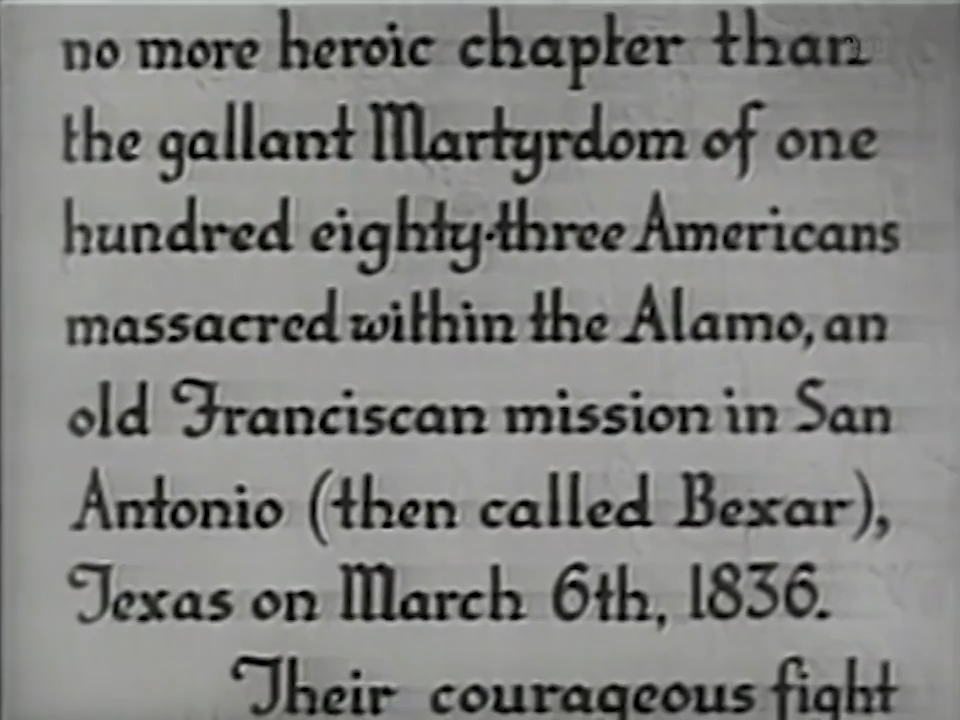 no more heroic chapter than
the gallant Martyrdom of one
hundred eighty-three Americans
massacred within the Alamo, an
old Franciscan mission in San
Antonio (then called Bexar),
Texas on March 6th, 1836.
Their courageous fight